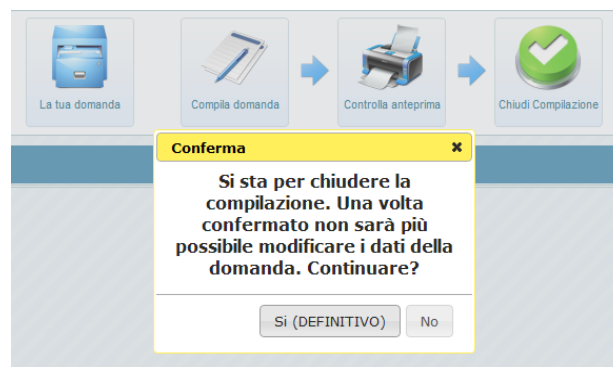 La tua domanda
Compila domanda
Controlla anteprima
Chiudi Compilazione
Conferma
Si sta per chiudere la
compilazione. Una volta
confermato non sarà più
possibile modificare i dati della
domanda. Continuare?
Si (DEFINITIVO)
No